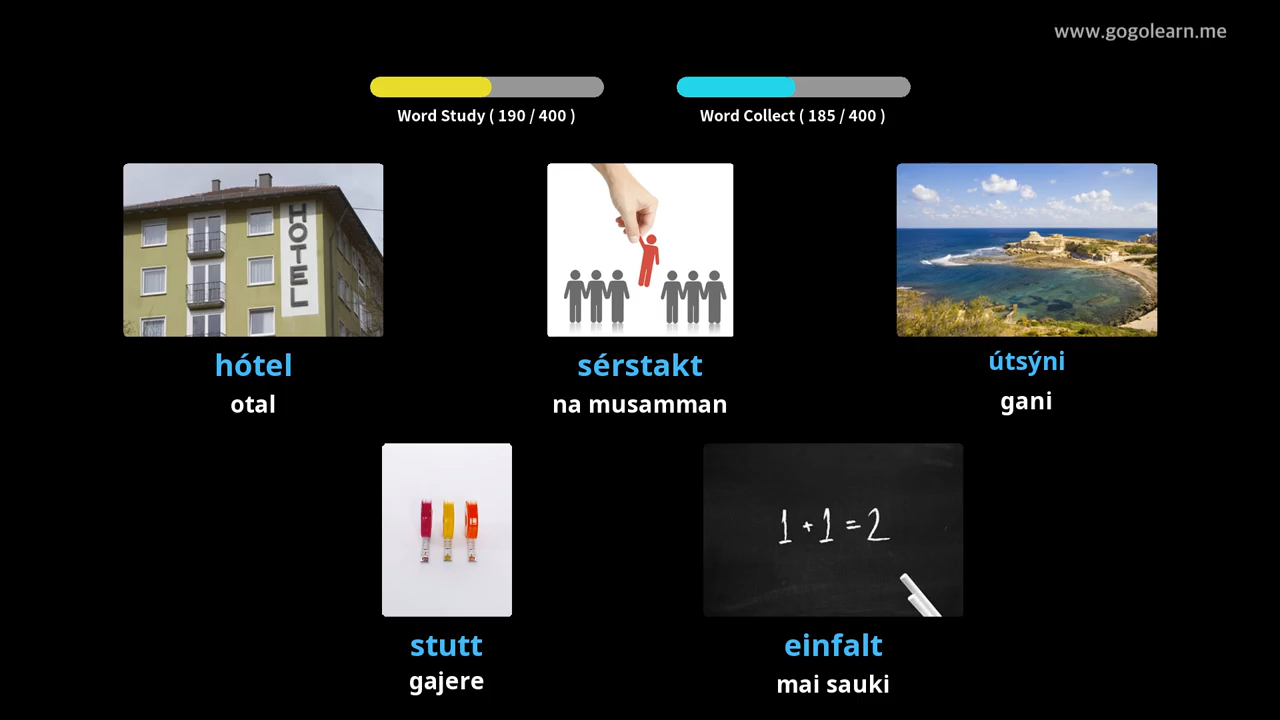 www.gogolearn.me
Word Study ( 190 / 400 )
Word Collect ( 185 / 400 )
HOTEL
hótel
otal
sérstakt
na musamman
útsýni
gani
1 + 1 = 2
stutt
gajere
einfalt
mai sauki